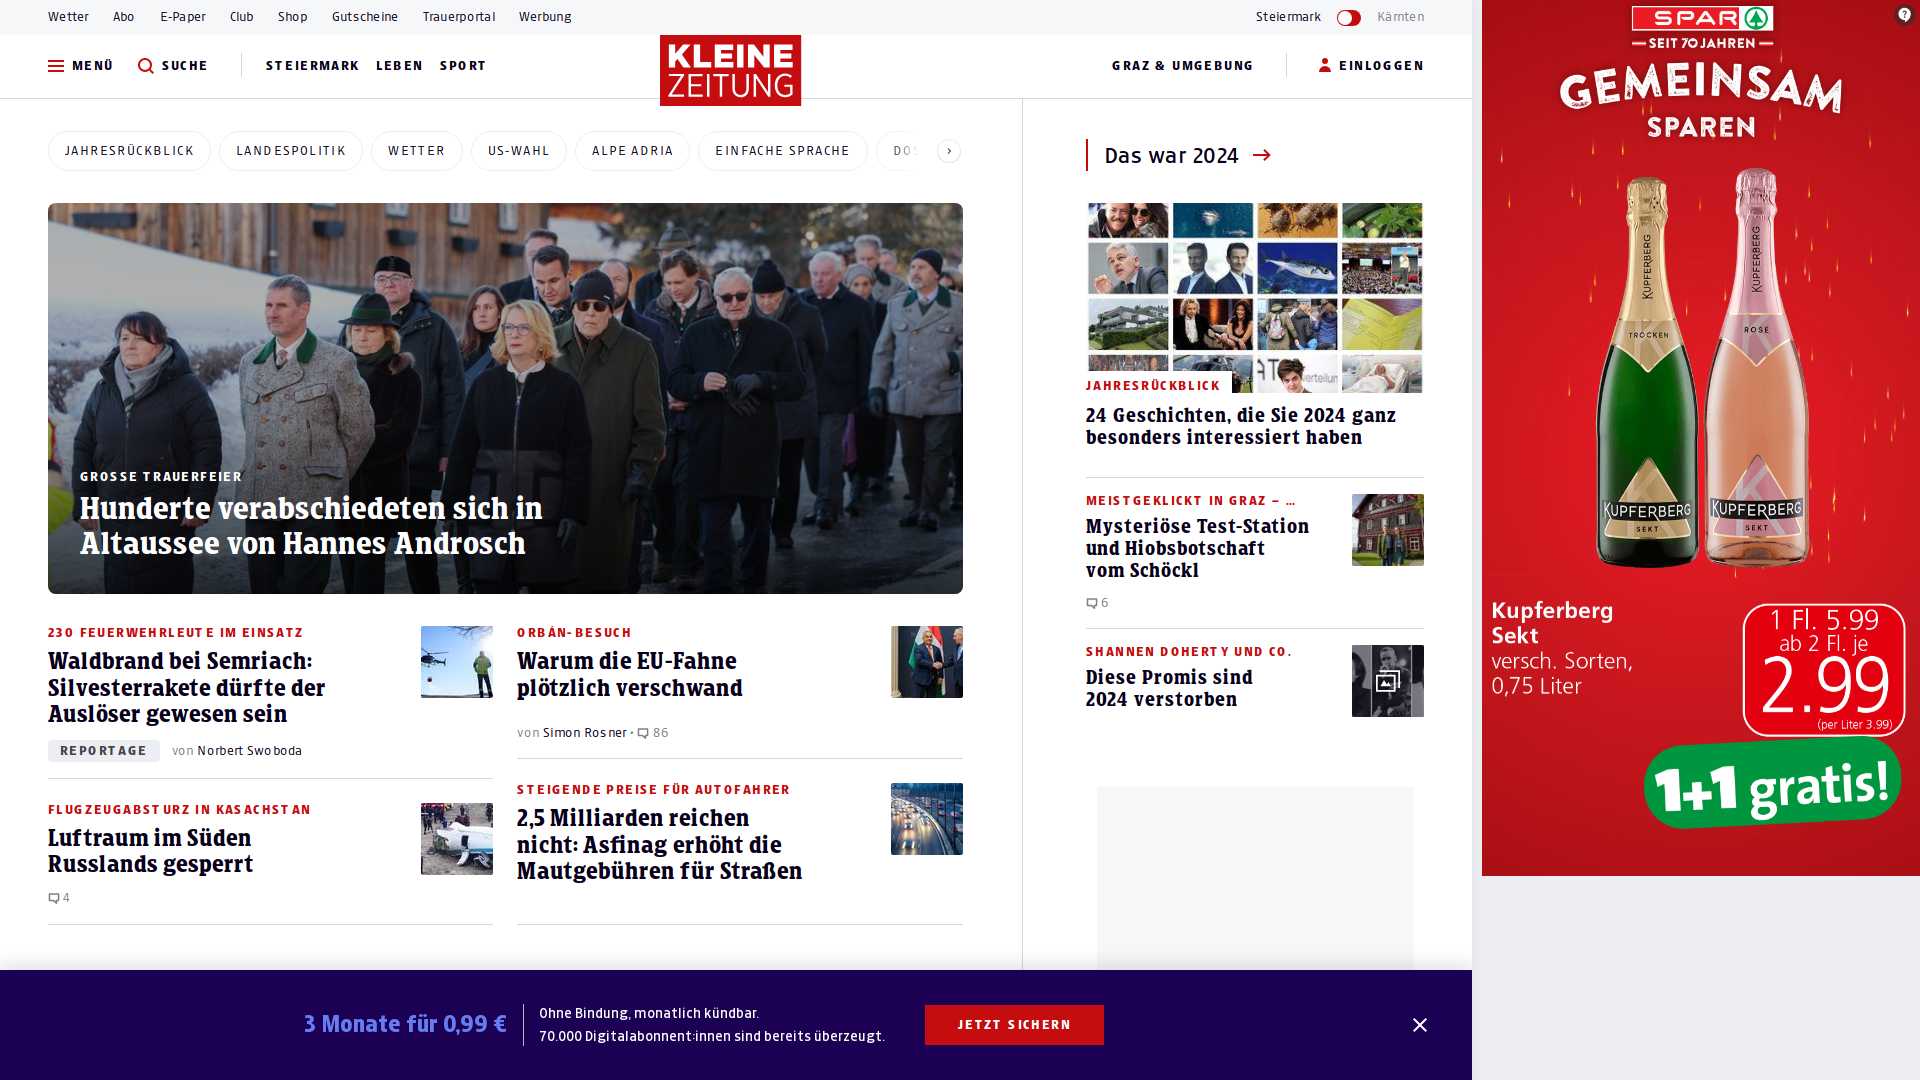 Wetter Abo E-Paper Club Shop Gutscheine Trauerportal Werbung Steiermark Kärnten
MENÜ SUCHE STEIERMARK LEBEN SPORT KLEINE ZEITUNG GRAZ & UMGEBUNG EINLOGGEN
JAHRESRÜCKBLICK LANDESPOLITIK WETTER US-WAHL ALPE ADRIA EINFACHE SPRACHE
GROSSE TRAUERFEIER
Hunderte verabschiedeten sich in
Altaussee von Hannes Androsch
230 FEUERWEHRLEUTE IM EINSATZ
Waldbrand bei Semriach:
Silvesterrakete dürfte der
Auslöser gewesen sein
REPORTAGE von Norbert Swoboda
FLUGZEUGABSTURZ IN KASACHSTAN
Luftraum im Süden
Russlands gesperrt
4
ORBÁN-BESUCH
Warum die EU-Fahne
plötzlich verschwand
von Simon Rosner • 86
STEIGENDE PREISE FÜR AUTOFAHRER
2,5 Milliarden reichen
nicht: Asfinag erhöht die
Mautgebühren für Straßen
Das war 2024
JAHRESRÜCKBLICK
24 Geschichten, die Sie 2024 ganz
besonders interessiert haben
MEISTGEKLICKT IN GRAZ – …
Mysteriöse Test-Station
und Hiobsbotschaft
vom Schöckl
6
SHANNEN DOHERTY UND CO.
Diese Promis sind
2024 verstorben
SPAR
SEIT 70 JAHREN
GEMEINSAM
SPAREN
KUPFERBERG KUPFERBERG
TROCKEN ROSÉ
KUPFERBERG KUPFERBERG
SEKT SEKT
Kupferberg
Sekt
versch. Sorten,
0,75 Liter
1 Fl. 5.99
ab 2 Fl. je
2.99
(per Liter 3.99)
1+1 gratis!
3 Monate für 0,99 €
Ohne Bindung, monatlich kündbar.
70.000 Digitalabonnent:innen sind bereits überzeugt.
JETZT SICHERN